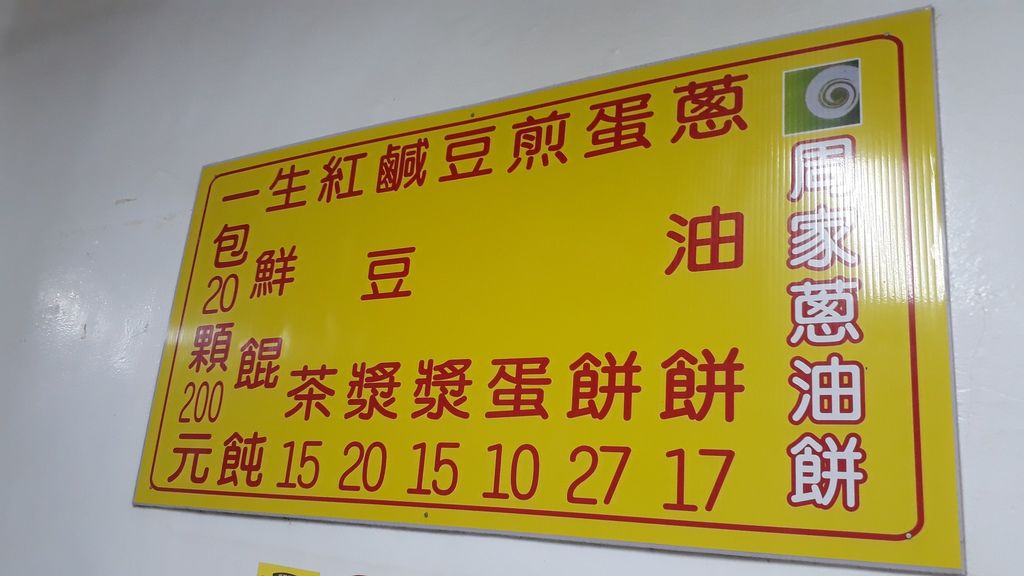 周家蔥油餅
蔥油餅17
蛋餅27
煎蛋10
豆漿15
鹹豆漿20
紅茶15
生鮮餛飩
一包20顆200元